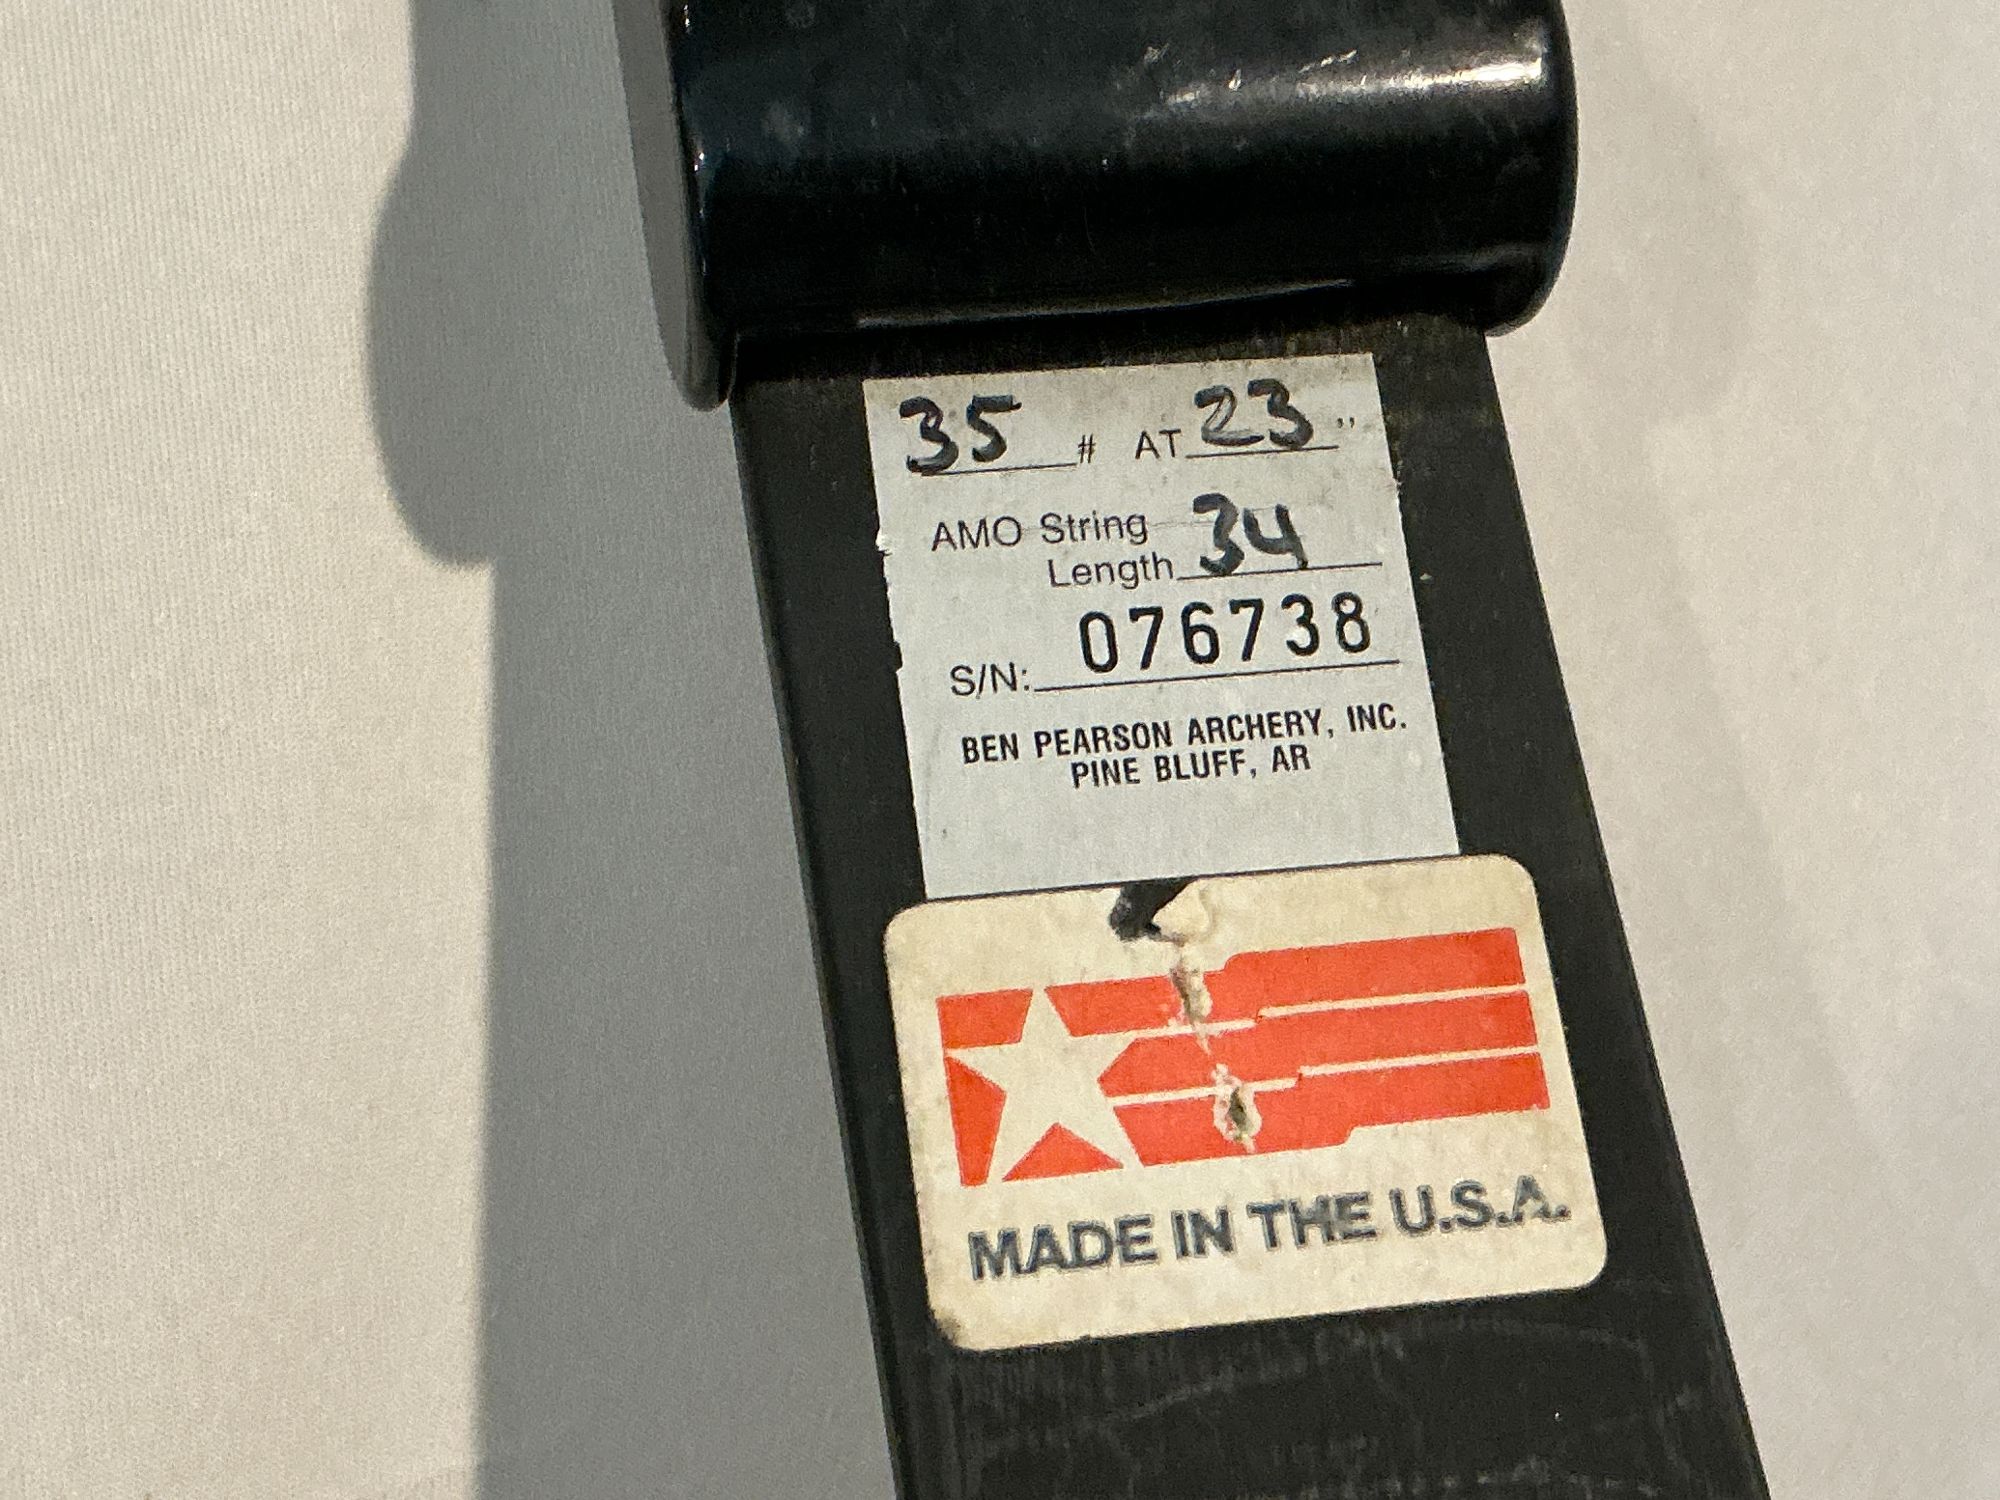 35 # AT 23 "
AMO String
Length 34
S/N: 076738
BEN PEARSON ARCHERY, INC.
PINE BLUFF, AR
MADE IN THE U.S.A.